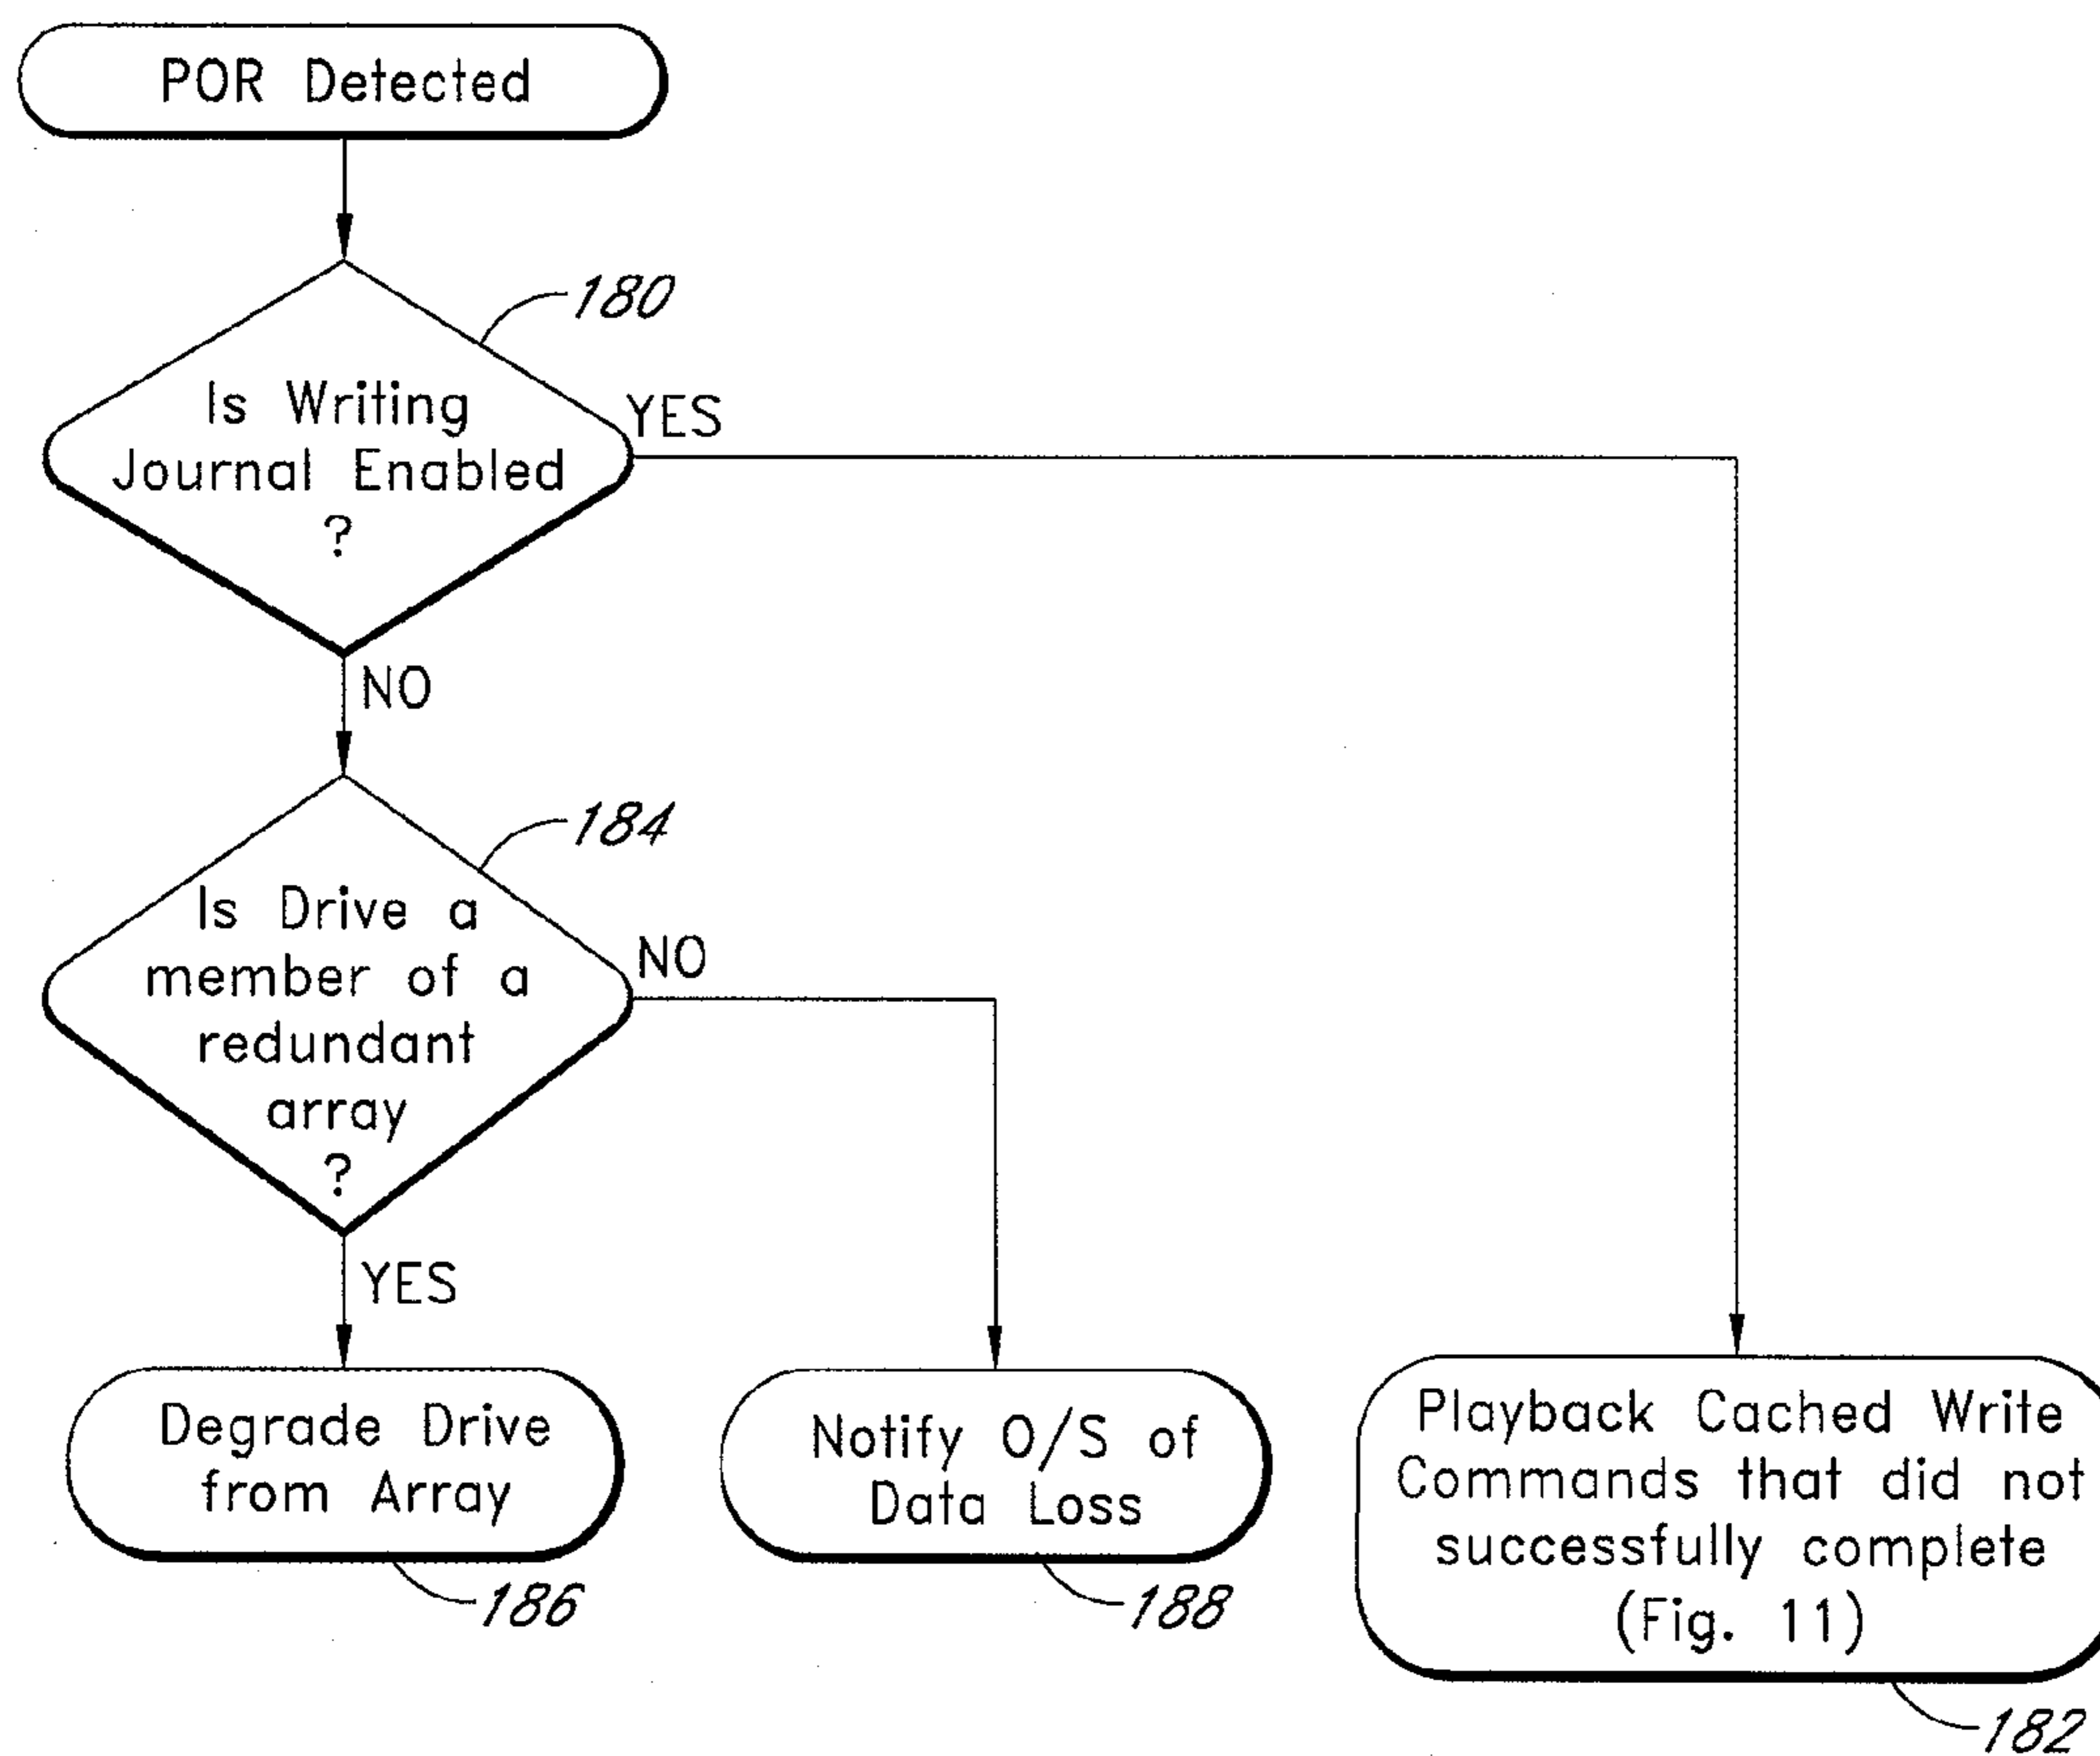 POR Detected
180
Is Writing
Journal Enabled
?
YES
NO
184
Is Drive a
member of a
redundant
array
?
NO
YES
Degrade Drive
from Array
186
Notify O/S of
Data Loss
188
Playback Cached Write
Commands that did not
successfully complete
(Fig. 11)
182